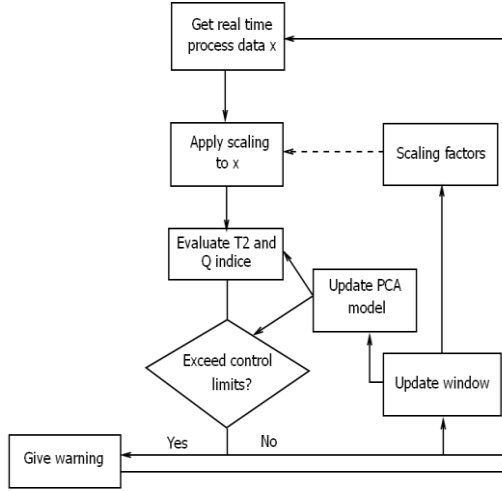 Get real time
process data x
Apply scaling
to x
Scaling factors
Evaluate T2 and
Q indice
Update PCA
model
Exceed control
limits?
Update window
Yes
No
Give warning